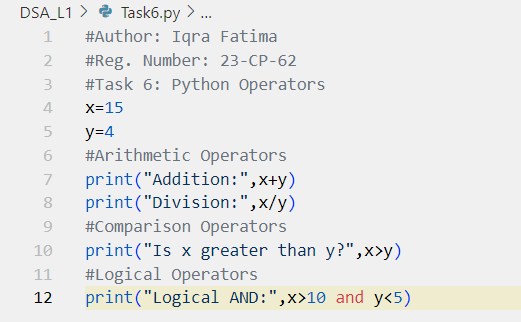 DSA_L1 > Task6.py > ...
1 #Author: Iqra Fatima
2 #Reg. Number: 23-CP-62
3 #Task 6: Python Operators
4 x=15
5 y=4
6 #Arithmetic Operators
7 print("Addition:",x+y)
8 print("Division:",x/y)
9 #Comparison Operators
10 print("Is x greater than y?",x>y)
11 #Logical Operators
12 print("Logical AND:",x>10 and y<5)